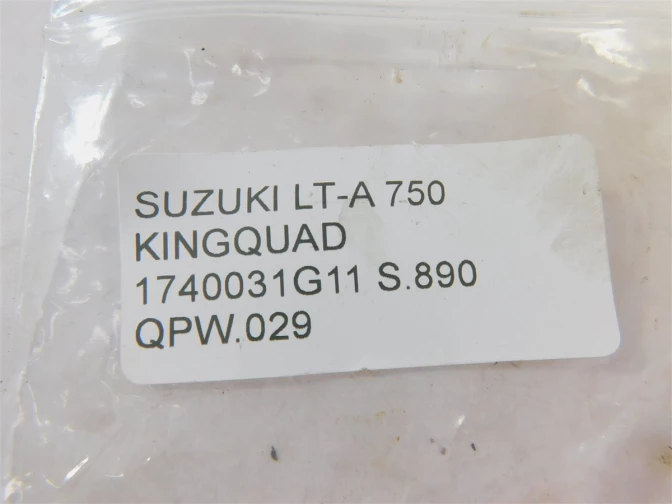 SUZUKI LT-A 750
KINGQUAD
1740031G11 S.890
QPW.029